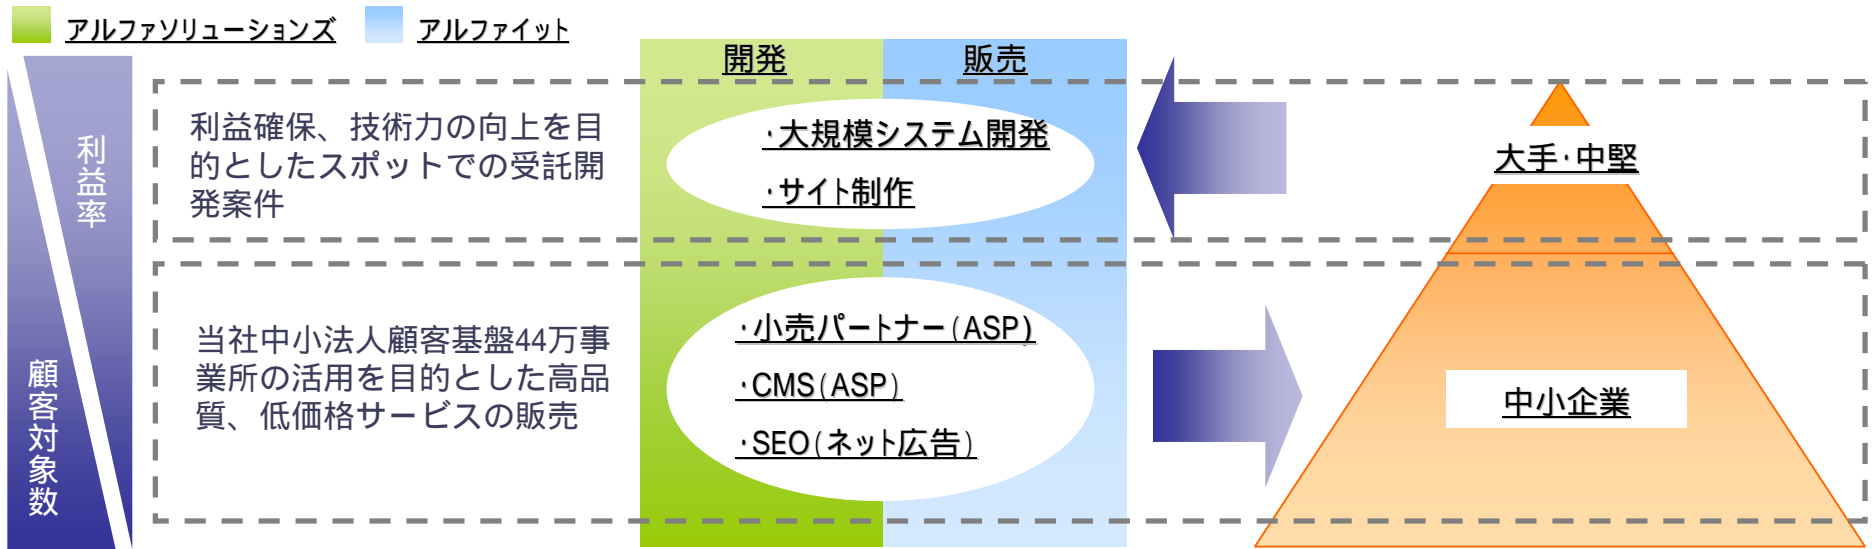 アルファソリューションズ
アルファイット
開発
販売
利益率
顧客対象数
利益確保、技術力の向上を目
的としたスポットでの受託開
発案件
・大規模システム開発
・サイト制作
大手・中堅
当社中小法人顧客基盤44万事
業所の活用を目的とした高品
質、低価格サービスの販売
・小売パートナー(ASP)
・CMS(ASP)
・SEO(ネット広告)
中小企業